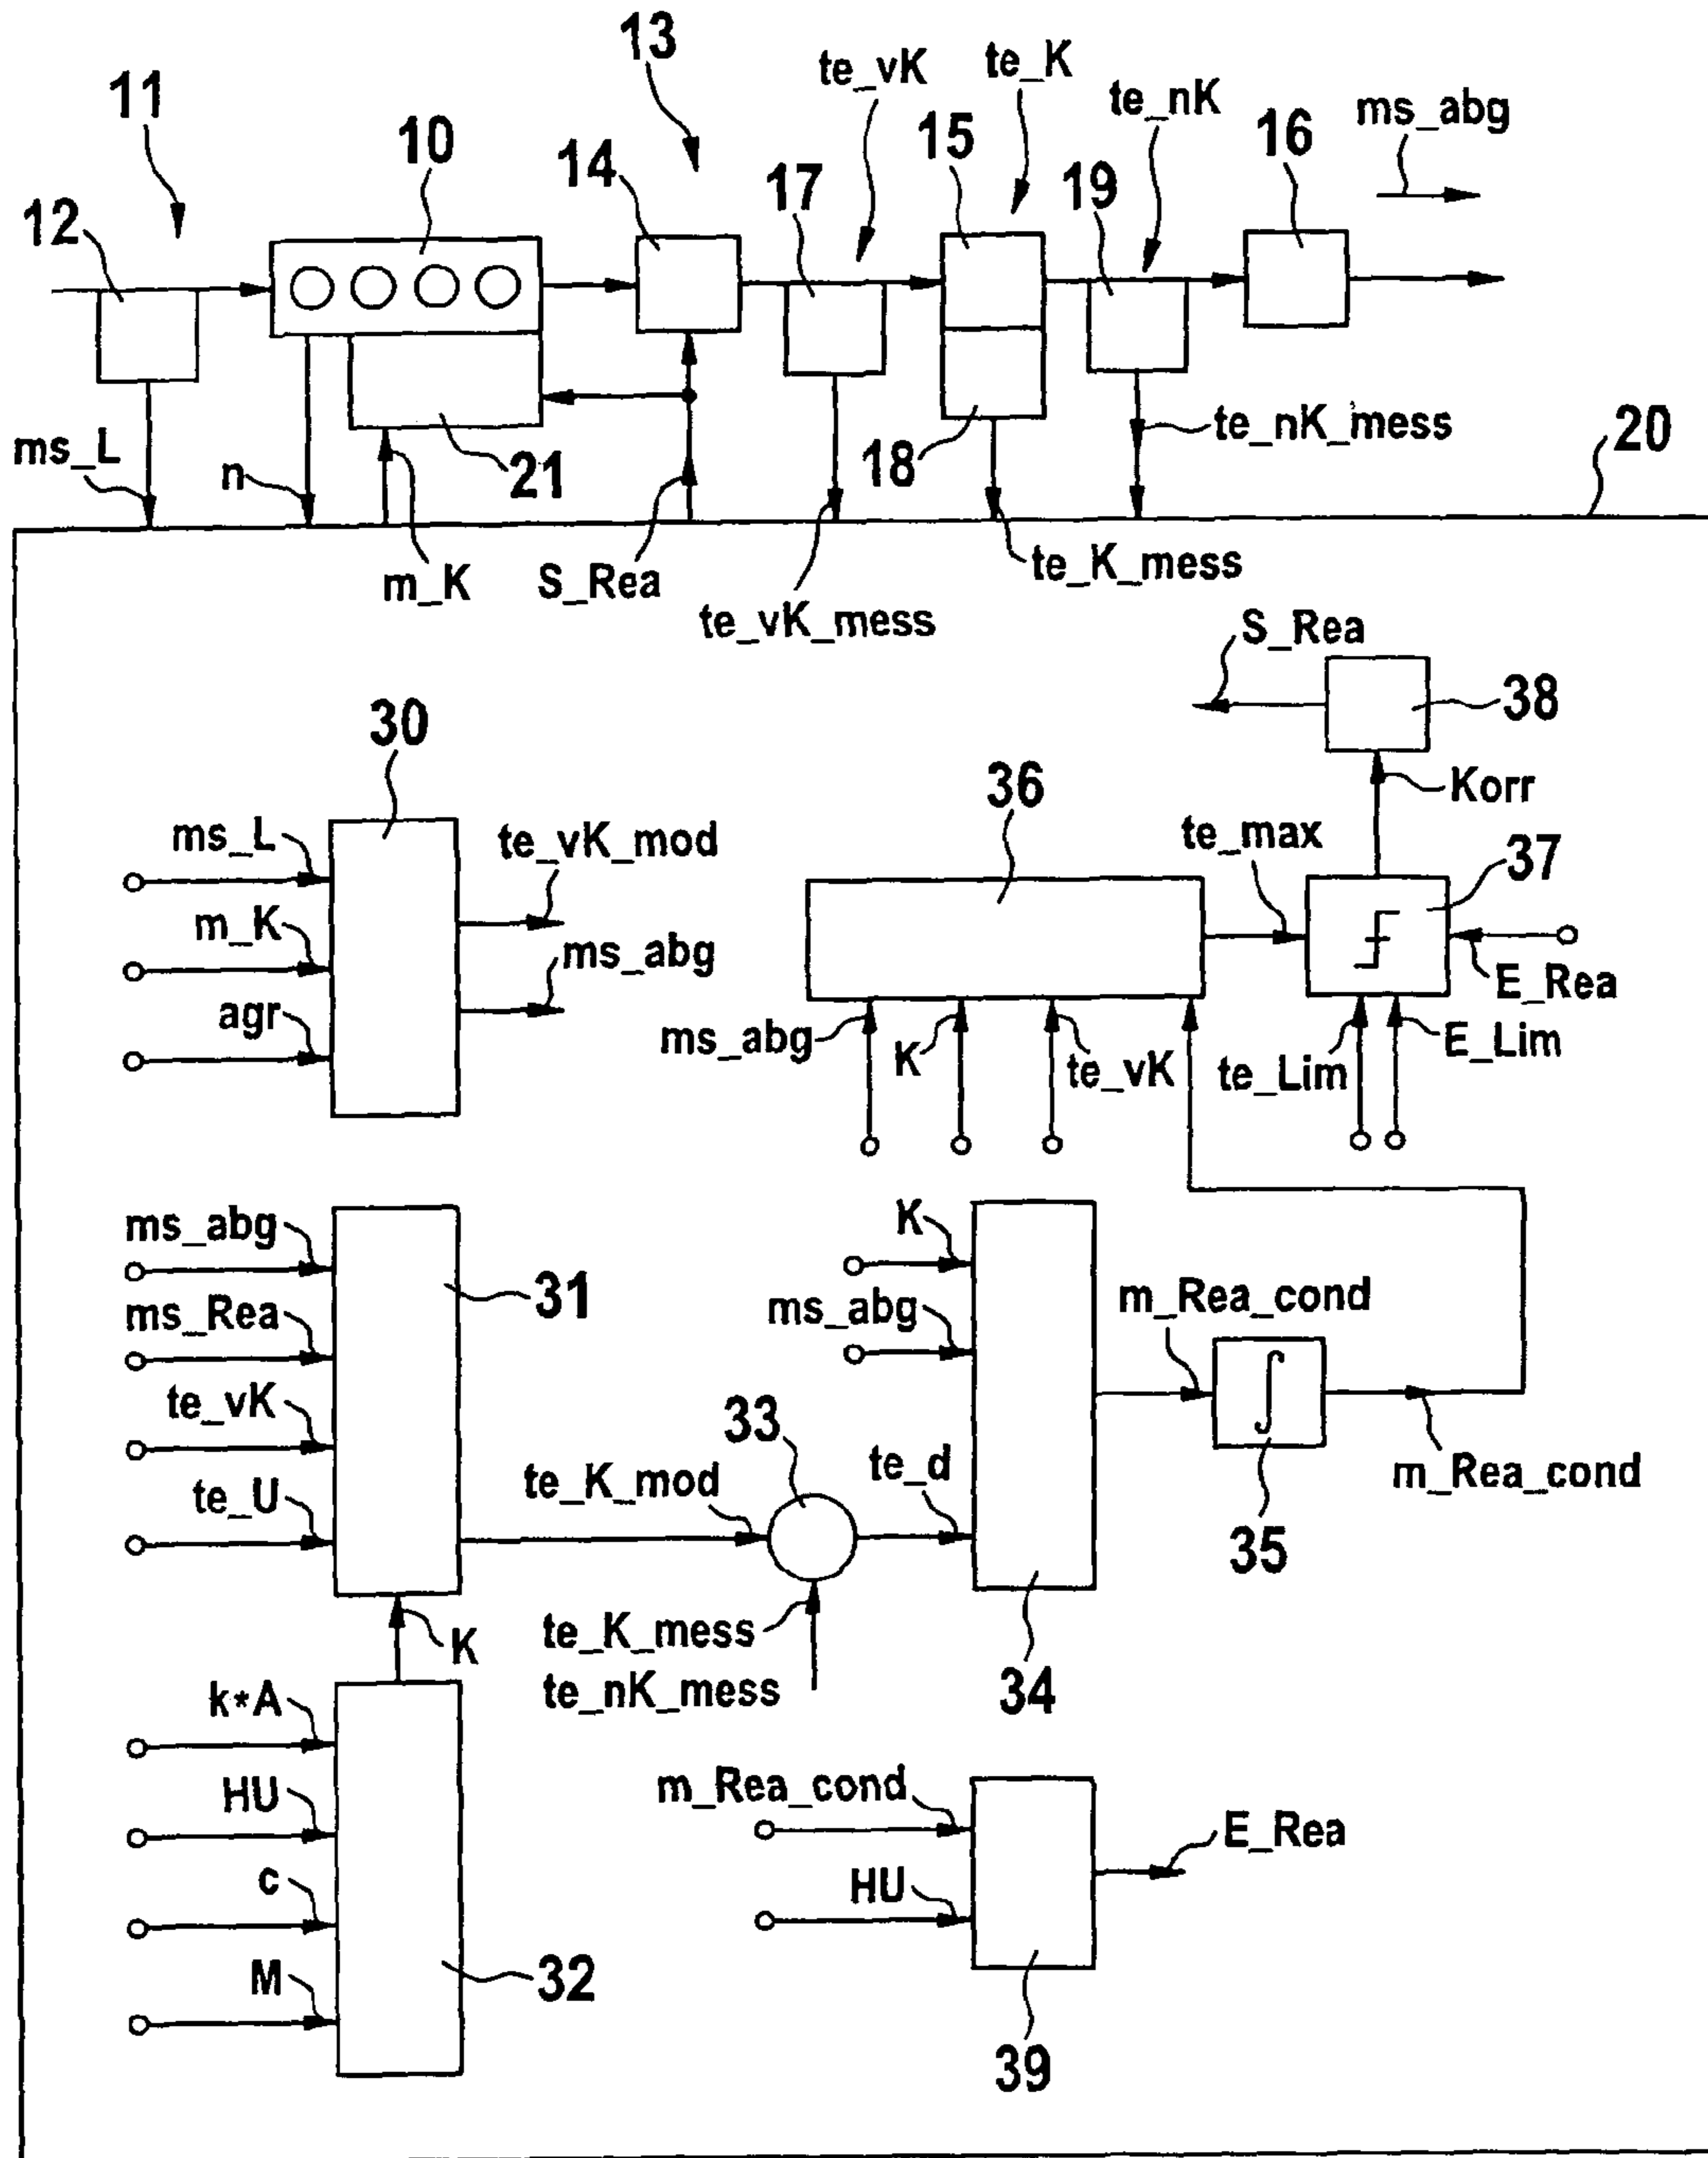 13
te_vK
te_K
te_nK
ms_abg
11
10
14
17
15
19
16
12
ms_L
n
21
18
te_nK_mess
20
m_K
S_Rea
te_vK_mess
te_K_mess
S_Rea
38
30
36
Korr
ms_L
te_vK_mod
te_max
37
m_K
ms_abg
E_Rea
agr
ms_abg
K
te_vK
te_Lim
E_Lim
ms_abg
31
K
ms_Rea
ms_abg
m_Rea_cond
te_vK
33
∫
te_U
te_K_mod
te_d
35
m_Rea_cond
K
te_K_mess
te_nK_mess
34
k*A
HU
m_Rea_cond
E_Rea
c
HU
M
32
39